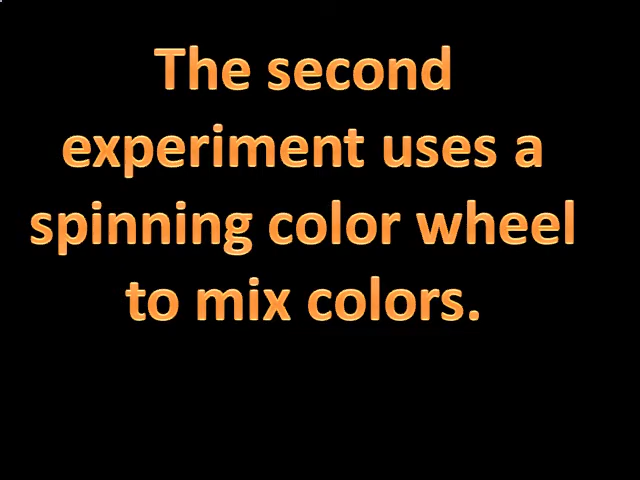 The second
experiment uses a
spinning color wheel
to mix colors.